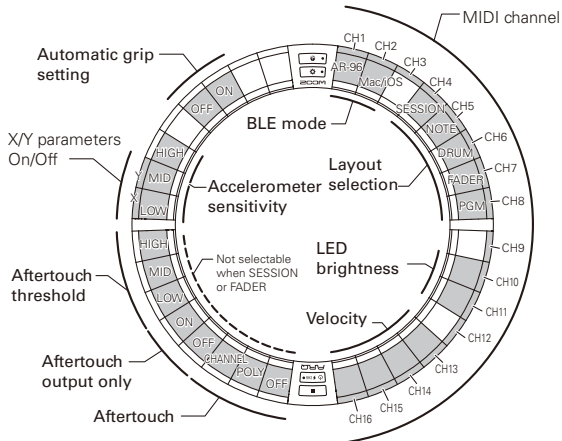 MIDI channel
CH1
CH2
CH3
CH4
CH5
CH6
CH7
CH8
CH9
CH10
CH11
CH12
CH13
CH14
CH15
CH16
Automatic grip
setting
ON
OFF
ZOOM
AR-96
Mac/iOS
SESSION
NOTE
DRUM
FADER
PGM
BLE mode
Layout
selection
X/Y parameters
On/Off
Y
X
HIGH
MID
LOW
Accelerometer
sensitivity
Not selectable
when SESSION
or FADER
LED
brightness
Velocity
Aftertouch
threshold
HIGH
MID
LOW
ON
OFF
CHANNEL
POLY
OFF
Aftertouch
output only
Aftertouch